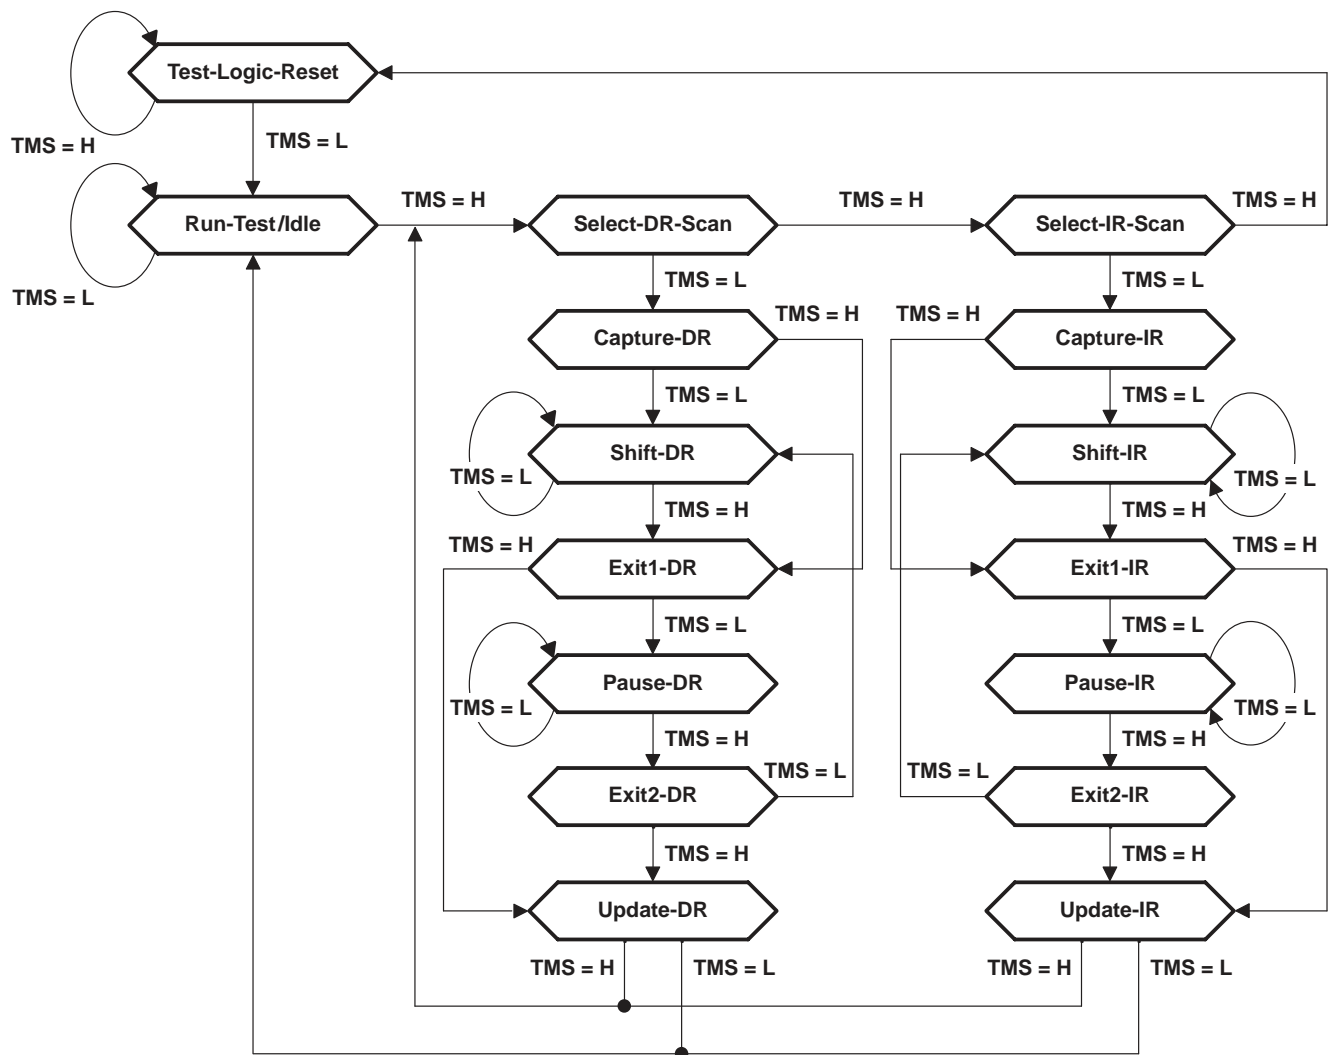 Test-Logic-Reset
TMS = H
TMS = L
Run-Test/Idle
TMS = H
Select-DR-Scan
TMS = H
Select-IR-Scan
TMS = H
TMS = L
TMS = L
TMS = L
TMS = H
TMS = H
Capture-DR
Capture-IR
TMS = L
TMS = L
Shift-DR
Shift-IR
TMS = L
TMS = L
TMS = H
TMS = H
TMS = H
TMS = H
Exit1-DR
Exit1-IR
TMS = L
TMS = L
Pause-DR
Pause-IR
TMS = L
TMS = L
TMS = H
TMS = H
TMS = L
TMS = L
Exit2-DR
Exit2-IR
TMS = H
TMS = H
Update-DR
Update-IR
TMS = H
TMS = L
TMS = H
TMS = L